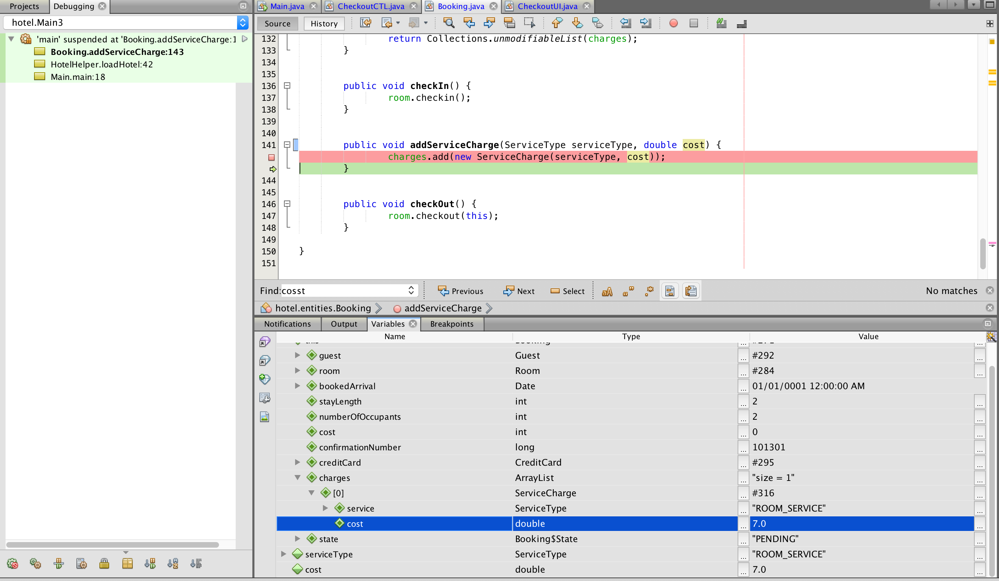 Projects Debugging
hotel.Main3
'main' suspended at 'Booking.addServiceCharge:1
Booking.addServiceCharge:143
HotelHelper.loadHotel:42
Main.main:18
Main.java CheckoutCTL.java Booking.java CheckoutUI.java
Source History
132 return Collections.unmodifiableList(charges);
133 }
134
135
136 public void checkIn() {
137 room.checkin();
138 }
139
140
141 public void addServiceCharge(ServiceType serviceType, double cost) {
charges.add(new ServiceCharge(serviceType, cost));
}
144
145
146 public void checkOut() {
147 room.checkout(this);
148 }
149
150 }
151
Find: cosst Previous Next Select No matches
hotel.entities.Booking addServiceCharge
Notifications Output Variables Breakpoints
Name Type Value
guest Guest ... #292 ...
room Room ... #284 ...
bookedArrival Date ... 01/01/0001 12:00:00 AM
stayLength int ... 2 ...
numberOfOccupants int ... 2 ...
cost int ... 0 ...
confirmationNumber long ... 101301 ...
creditCard CreditCard ... #295 ...
charges ArrayList ... "size = 1" ...
[0] ServiceCharge ... #316 ...
service ServiceType ... "ROOM_SERVICE" ...
cost double ... 7.0 ...
state Booking$State ... "PENDING" ...
serviceType ServiceType ... "ROOM_SERVICE" ...
cost double ... 7.0 ...